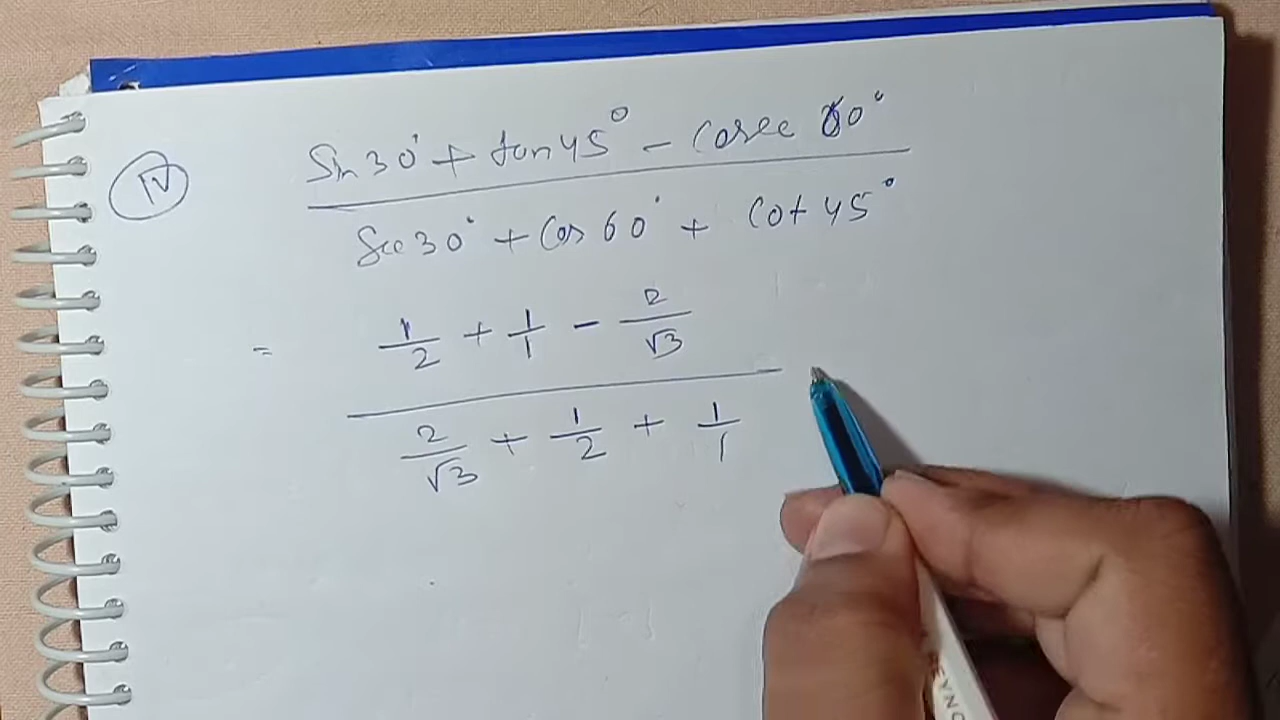 IV
Sin 30° + tan 45° - Cosec 60°
Sec 30° + Cos 60° + Cot 45°
= 1/2 + 1/1 - 2/√3
2/√3 + 1/2 + 1/1